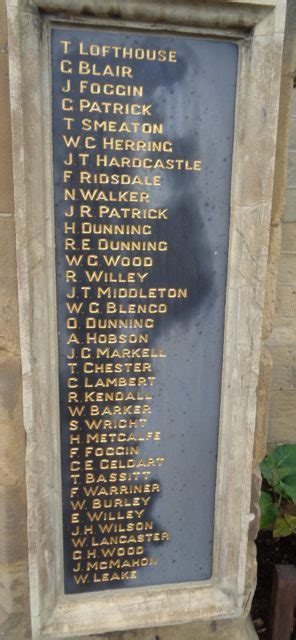 T LOFTHOUSE
G BLAIR
J FOGGIN
G PATRICK
T SMEATON
W.G HERRING
J.T HARDCASTLE
F RIDSDALE
N.WALKER
J.R PATRICK
H.DUNNING
R.E DUNNING
W.G.WOOD
R.WILLEY
J.T.MIDDLETON
W.G.BLENCO
O.DUNNING
A.HOBSON
J.G.MARKELL
T.CHESTER
C.LAMBERT
R.KENDALL
W.BARKER
S.WRIGHT
H.METCALFE
F.FOGGIN
C.E.GELDART
T.BASSITT
F.WARRINER
W.BURLEY
E.WILLEY
J.H.WILSON
W.LANCASTER
G.H.WOOD
J.McMAHON
W.LEAKE